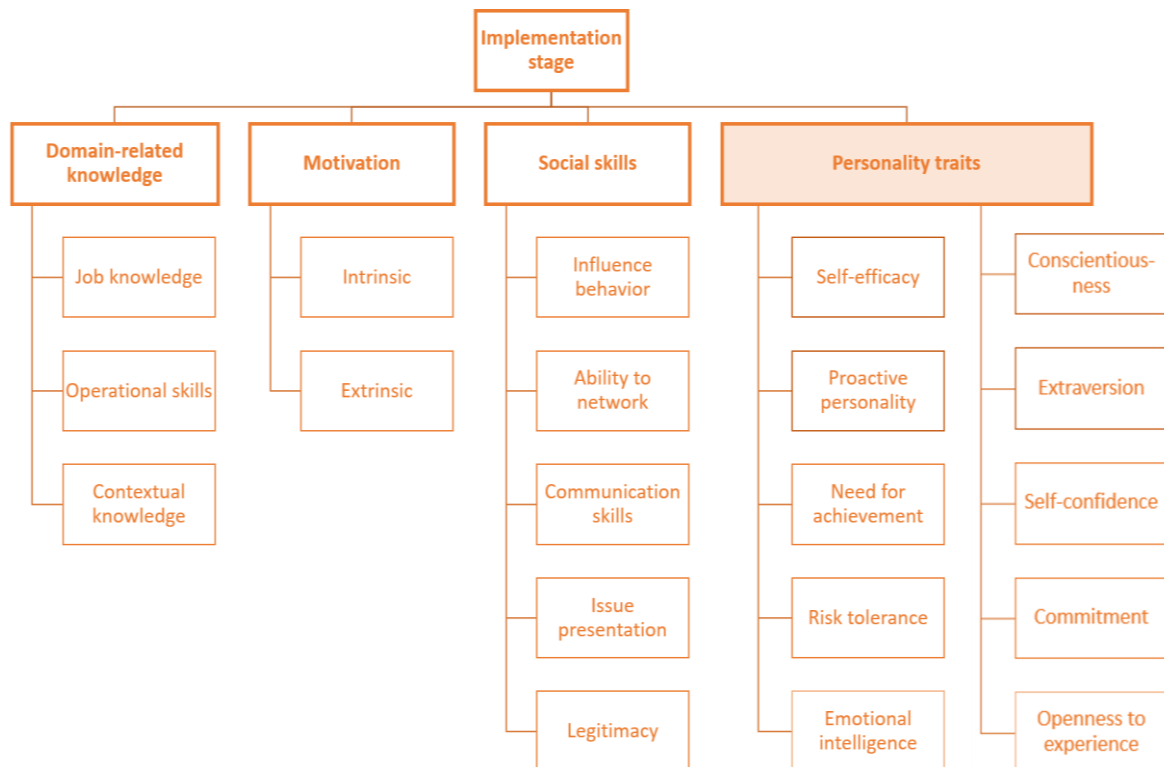 Implementation
stage
Domain-related
knowledge
Motivation
Social skills
Personality traits
Job knowledge
Operational skills
Contextual
knowledge
Intrinsic
Extrinsic
Influence
behavior
Ability to
network
Communication
skills
Issue
presentation
Legitimacy
Self-efficacy
Proactive
personality
Need for
achievement
Risk tolerance
Emotional
intelligence
Conscientious-
ness
Extraversion
Self-confidence
Commitment
Openness to
experience